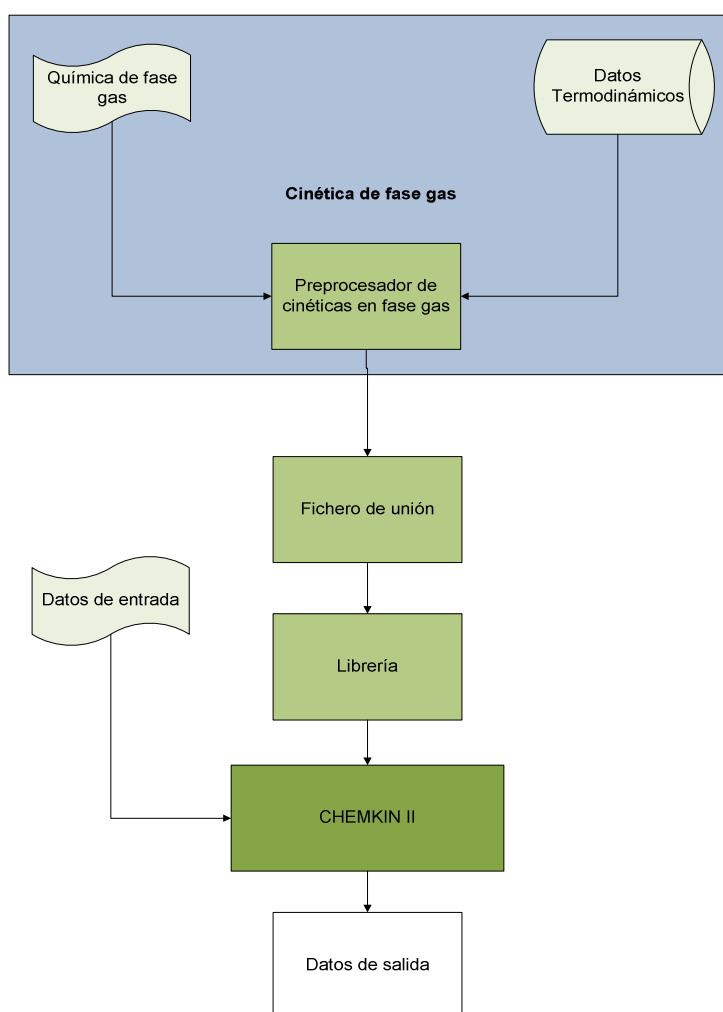 Química de fase
gas
Datos
Termodinámicos
Cinética de fase gas
Preprocesador de
cinéticas en fase gas
Fichero de unión
Datos de entrada
Librería
CHEMKIN II
Datos de salida